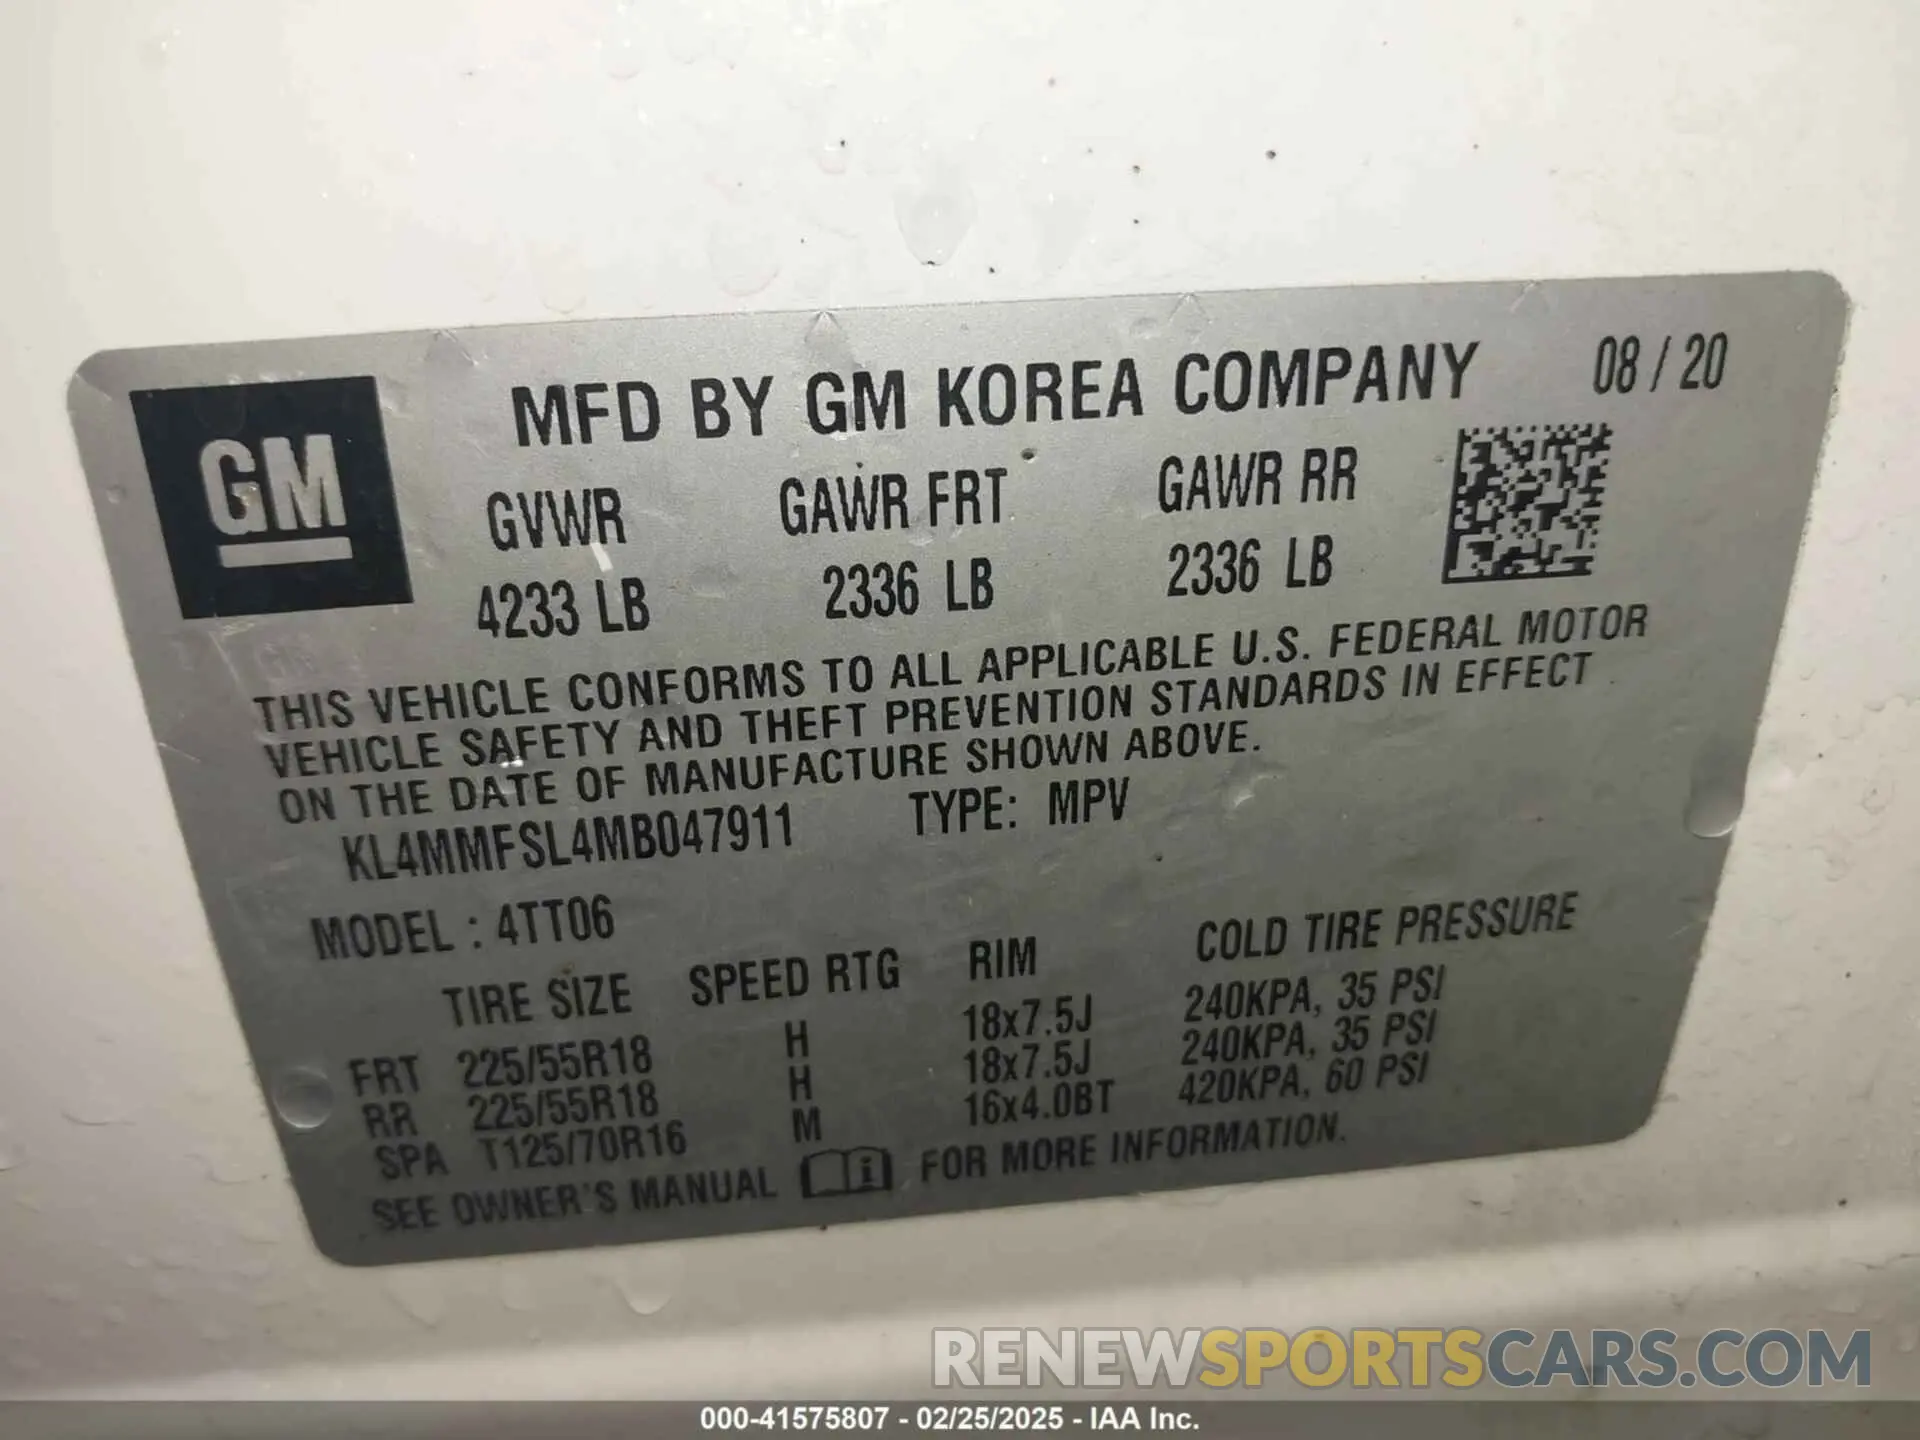 GM
MFD BY GM KOREA COMPANY 08 / 20
GVWR GAWR FRT GAWR RR
4233 LB 2336 LB 2336 LB
THIS VEHICLE CONFORMS TO ALL APPLICABLE U.S. FEDERAL MOTOR
VEHICLE SAFETY AND THEFT PREVENTION STANDARDS IN EFFECT
ON THE DATE OF MANUFACTURE SHOWN ABOVE.
KL4MMFSL4MB047911 TYPE: MPV
MODEL : 4TT06
TIRE SIZE SPEED RTG RIM COLD TIRE PRESSURE
FRT 225/55R18 H 18x7.5J 240KPA, 35 PSI
RR 225/55R18 H 18x7.5J 240KPA, 35 PSI
SPA T125/70R16 M 16x4.0BT 420KPA, 60 PSI
SEE OWNER'S MANUAL i FOR MORE INFORMATION.
RENEWSPORTSCARS.COM
000-41575807 - 02/25/2025 - IAA Inc.